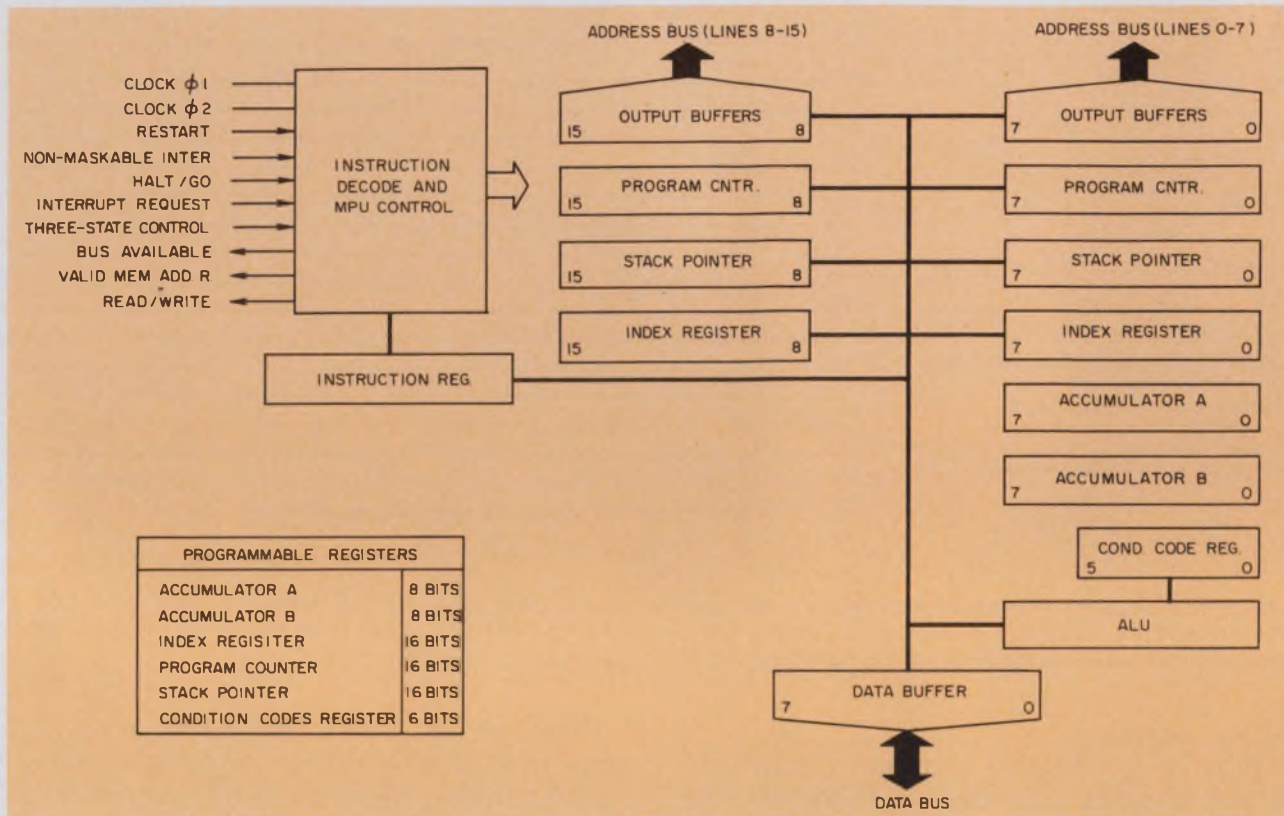 ADDRESS BUS (LINES 8-15)
ADDRESS BUS (LINES 0-7)
CLOCK ϕ1
CLOCK ϕ2
RESTART
NON-MASKABLE INTER
HALT/GO
INTERRUPT REQUEST
THREE-STATE CONTROL
BUS AVAILABLE
VALID MEM ADD R
READ/WRITE
INSTRUCTION
DECODE AND
MPU CONTROL
INSTRUCTION REG.
OUTPUT BUFFERS
15 8
PROGRAM CNTR.
15 8
STACK POINTER
15 8
INDEX REGISTER
15 8
OUTPUT BUFFERS
7 0
PROGRAM CNTR.
7 0
STACK POINTER
7 0
INDEX REGISTER
7 0
ACCUMULATOR A
7 0
ACCUMULATOR B
7 0
COND. CODE REG.
5 0
ALU
DATA BUFFER
7 0
DATA BUS
PROGRAMMABLE REGISTERS
ACCUMULATOR A 8 BITS
ACCUMULATOR B 8 BITS
INDEX REGISITER 16 BITS
PROGRAM COUNTER 16 BITS
STACK POINTER 16 BITS
CONDITION CODES REGISTER 6 BITS